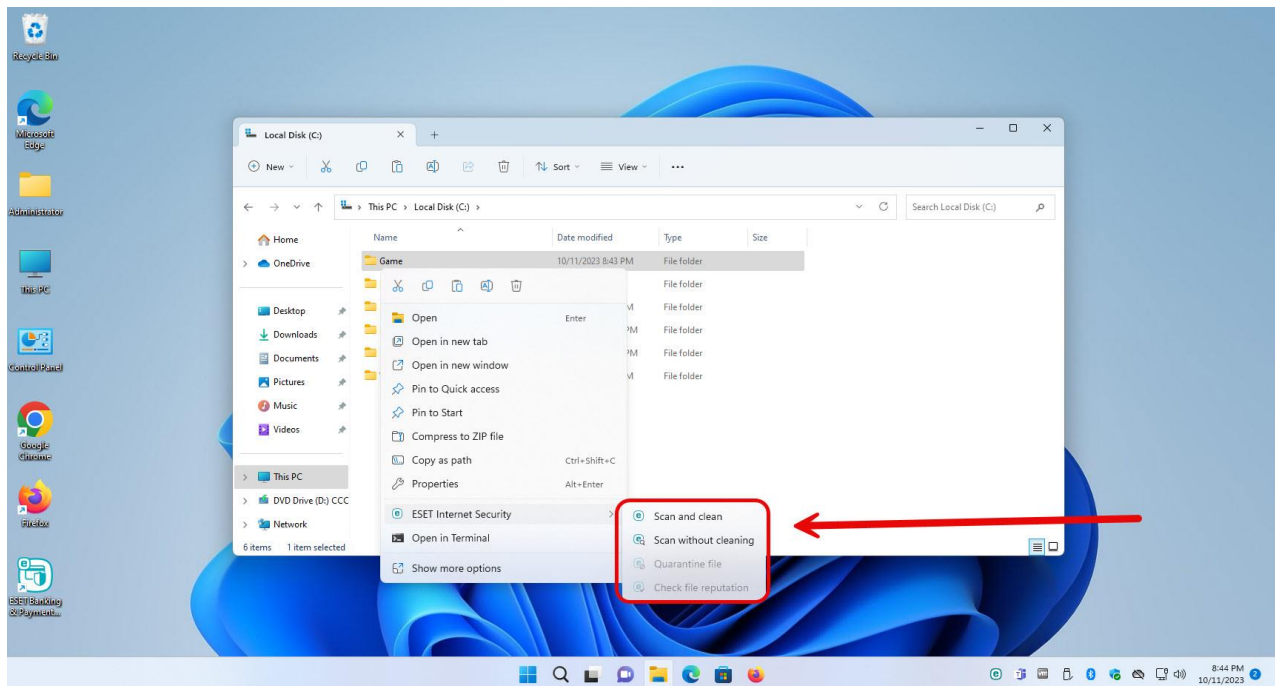 Recycle Bin
Microsoft
Edge
Administrator
This PC
Control Panel
Google
Chrome
Firefox
ESET Banking
& Payment...
Local Disk (C:)
New
Sort
View
This PC > Local Disk (C:) >
Search Local Disk (C:)
Name Date modified Type Size
Home
OneDrive
Desktop
Downloads
Documents
Pictures
Music
Videos
This PC
DVD Drive (D:) CCC
Network
Game 10/11/2023 8:43 PM File folder
File folder
M File folder
PM File folder
PM File folder
M File folder
Open Enter
Open in new tab
Open in new window
Pin to Quick access
Pin to Start
Compress to ZIP file
Copy as path Ctrl+Shift+C
Properties Alt+Enter
ESET Internet Security
Open in Terminal
Show more options
Scan and clean
Scan without cleaning
Quarantine file
Check file reputation
6 items 1 item selected
8:44 PM
10/11/2023
2